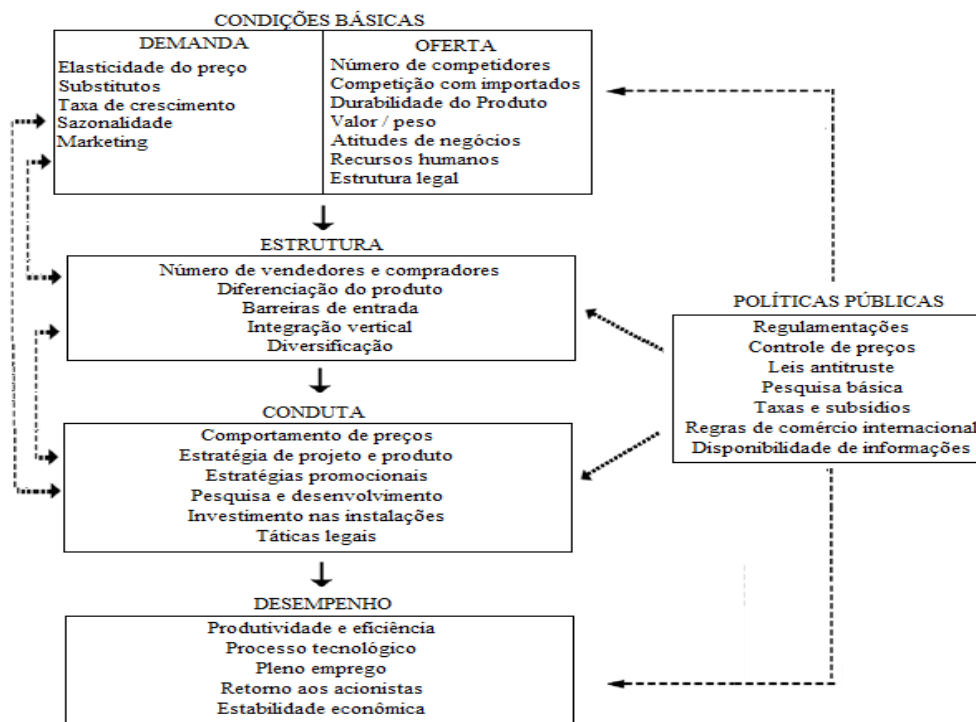 CONDIÇÕES BÁSICAS
DEMANDA
Elasticidade do preço
Substitutos
Taxa de crescimento
Sazonalidade
Marketing
OFERTA
Número de competidores
Competição com importados
Durabilidade do Produto
Valor / peso
Atitudes de negócios
Recursos humanos
Estrutura legal
ESTRUTURA
Número de vendedores e compradores
Diferenciação do produto
Barreiras de entrada
Integração vertical
Diversificação
CONDUTA
Comportamento de preços
Estratégia de projeto e produto
Estratégias promocionais
Pesquisa e desenvolvimento
Investimento nas instalações
Táticas legais
DESEMPENHO
Produtividade e eficiência
Processo tecnológico
Pleno emprego
Retorno aos acionistas
Estabilidade econômica
POLÍTICAS PÚBLICAS
Regulamentações
Controle de preços
Leis antitruste
Pesquisa básica
Taxas e subsídios
Regras de comércio internacional
Disponibilidade de informações